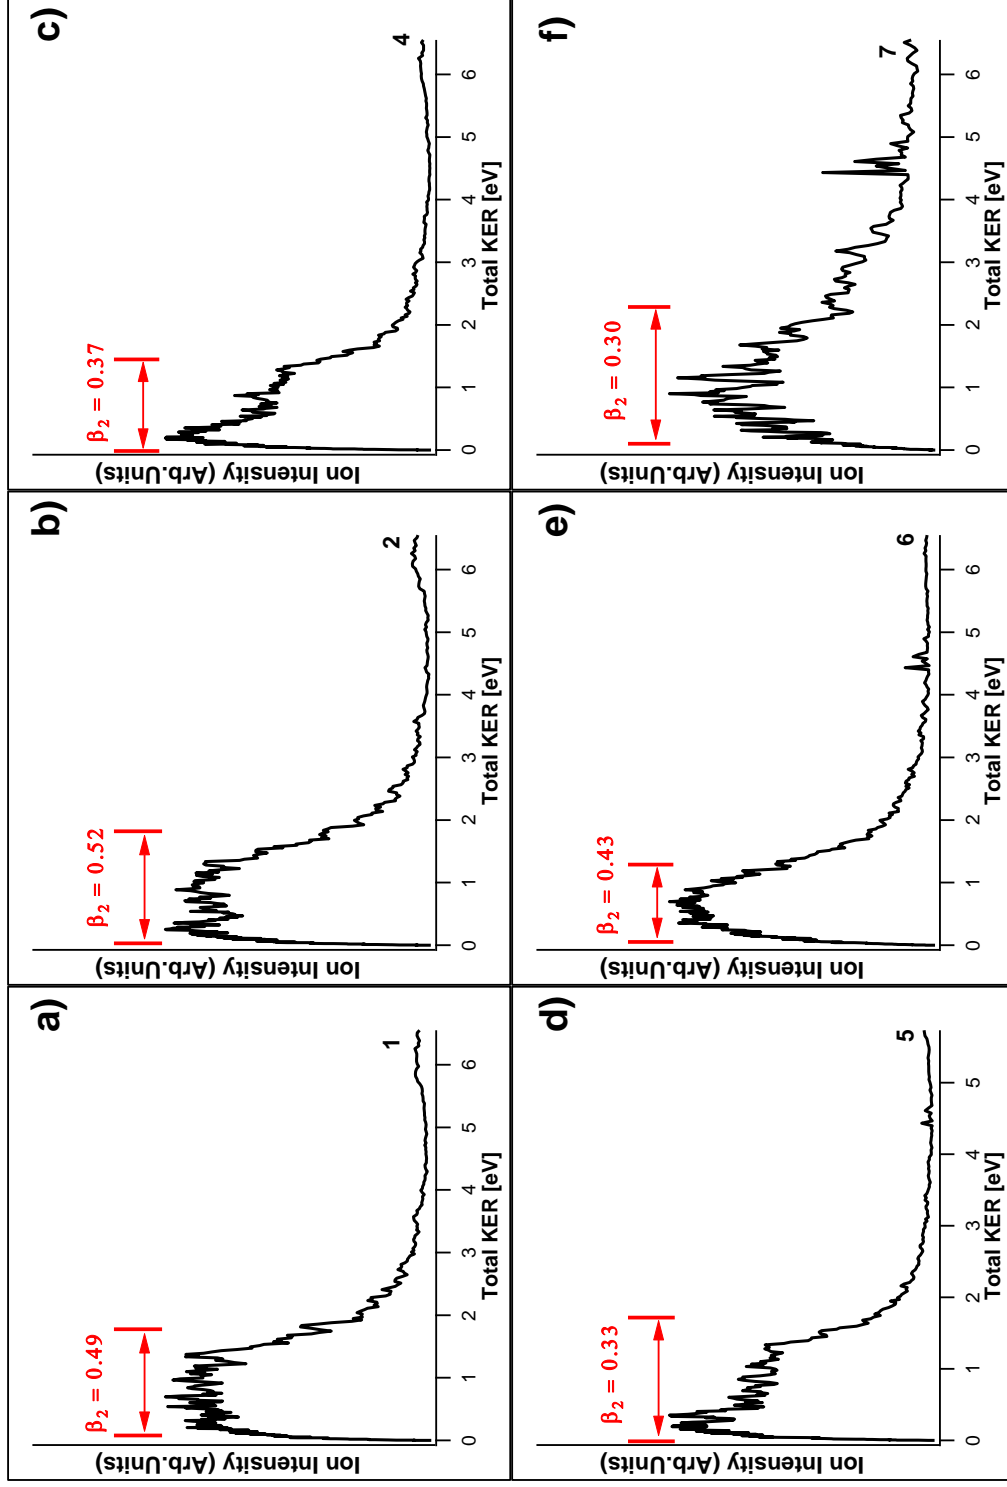 a)
β2 = 0.49
1
Ion Intensity (Arb.Units)
0 1 2 3 4 5 6
Total KER [eV]
b)
β2 = 0.52
2
Ion Intensity (Arb.Units)
0 1 2 3 4 5 6
Total KER [eV]
c)
β2 = 0.37
4
Ion Intensity (Arb.Units)
0 1 2 3 4 5 6
Total KER [eV]
d)
β2 = 0.33
5
Ion Intensity (Arb.Units)
0 1 2 3 4 5
Total KER [eV]
e)
β2 = 0.43
6
Ion Intensity (Arb.Units)
0 1 2 3 4 5 6
Total KER [eV]
f)
β2 = 0.30
7
Ion Intensity (Arb.Units)
0 1 2 3 4 5 6
Total KER [eV]